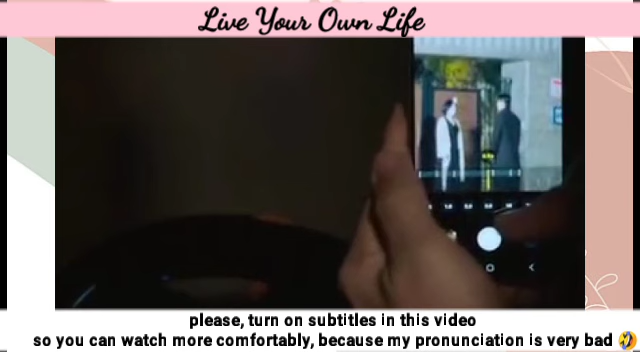 Live Your Own Life
please, turn on subtitles in this video
so you can watch more comfortably, because my pronunciation is very bad 🤣